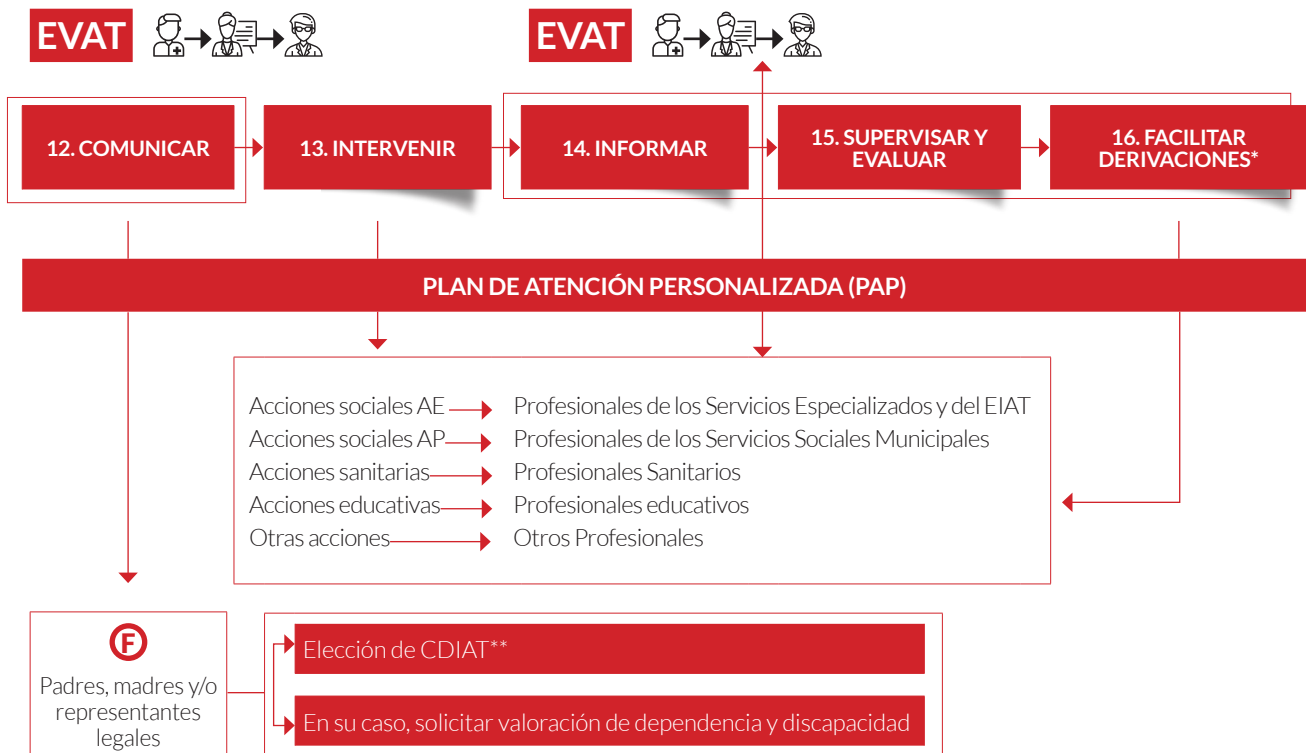 EVAT
EVAT
12. COMUNICAR
13. INTERVENIR
14. INFORMAR
15. SUPERVISAR Y
EVALUAR
16. FACILITAR
DERIVACIONES*
PLAN DE ATENCIÓN PERSONALIZADA (PAP)
Acciones sociales AE
Profesionales de los Servicios Especializados y del EIAT
Acciones sociales AP
Profesionales de los Servicios Sociales Municipales
Acciones sanitarias
Profesionales Sanitarios
Acciones educativas
Profesionales educativos
Otras acciones
Otros Profesionales
F
Padres, madres y/o
representantes
legales
Elección de CDIAT**
En su caso, solicitar valoración de dependencia y discapacidad